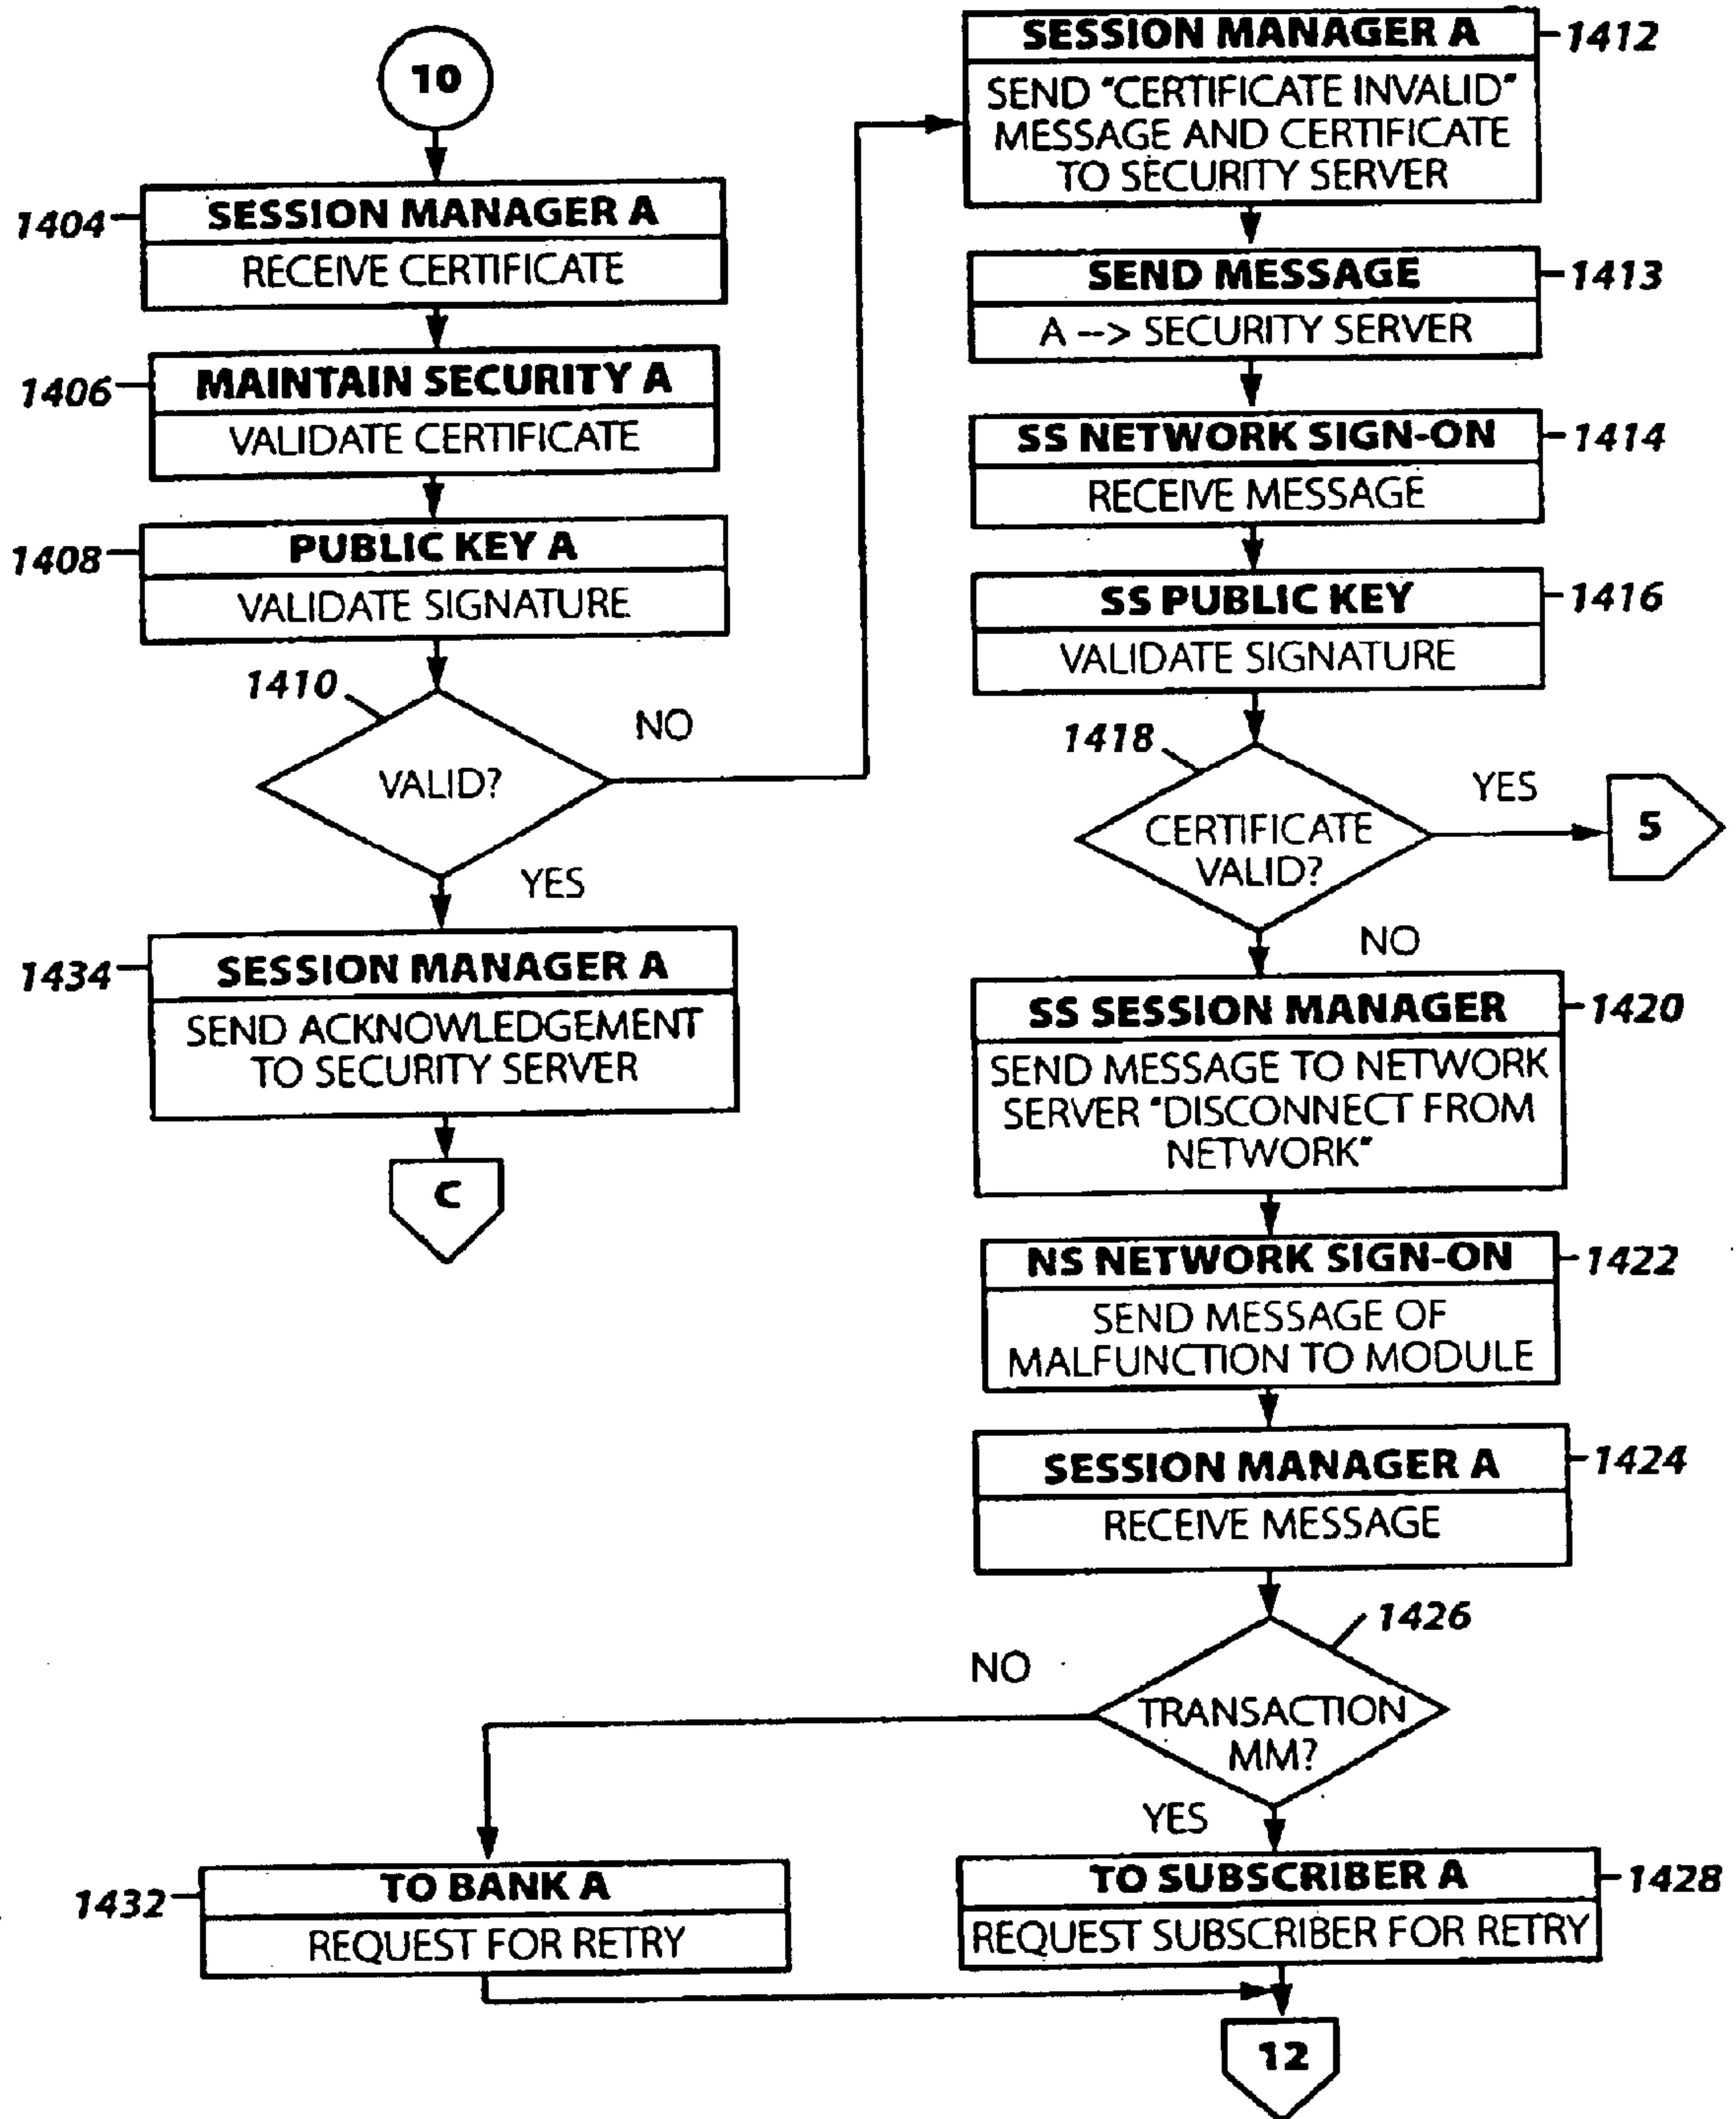 10
1404
SESSION MANAGER A
RECEIVE CERTIFICATE
1406
MAINTAIN SECURITY A
VALIDATE CERTIFICATE
1408
PUBLIC KEY A
VALIDATE SIGNATURE
1410
VALID?
NO
YES
1434
SESSION MANAGER A
SEND ACKNOWLEDGEMENT
TO SECURITY SERVER
C
SESSION MANAGER A
1412
SEND "CERTIFICATE INVALID"
MESSAGE AND CERTIFICATE
TO SECURITY SERVER
SEND MESSAGE
1413
A --> SECURITY SERVER
SS NETWORK SIGN-ON
1414
RECEIVE MESSAGE
SS PUBLIC KEY
1416
VALIDATE SIGNATURE
1418
CERTIFICATE
VALID?
YES
5
NO
SS SESSION MANAGER
1420
SEND MESSAGE TO NETWORK
SERVER "DISCONNECT FROM
NETWORK"
NS NETWORK SIGN-ON
1422
SEND MESSAGE OF
MALFUNCTION TO MODULE
SESSION MANAGER A
1424
RECEIVE MESSAGE
1426
TRANSACTION
MM?
NO
YES
1432
TO BANK A
REQUEST FOR RETRY
TO SUBSCRIBER A
1428
REQUEST SUBSCRIBER FOR RETRY
12